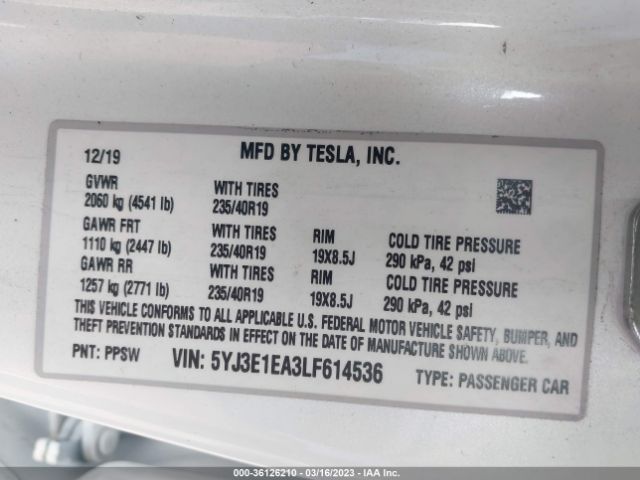 12/19 MFD BY TESLA, INC.
GVWR WITH TIRES
2060 kg (4541 lb) 235/40R19
GAWR FRT WITH TIRES RIM COLD TIRE PRESSURE
1110 kg (2447 lb) 235/40R19 19X8.5J 290 kPa, 42 psi
GAWR RR WITH TIRES RIM COLD TIRE PRESSURE
1257 kg (2771 lb) 235/40R19 19X8.5J 290 kPa, 42 psi
THIS VEHICLE CONFORMS TO ALL APPLICABLE U.S. FEDERAL MOTOR VEHICLE SAFETY, BUMPER, AND
THEFT PREVENTION STANDARDS IN EFFECT ON THE DATE OF MANUFACTURE SHOWN ABOVE.
PNT: PPSW VIN: 5YJ3E1EA3LF614536 TYPE: PASSENGER CAR
000-36126210 - 03/16/2023 - IAA Inc.